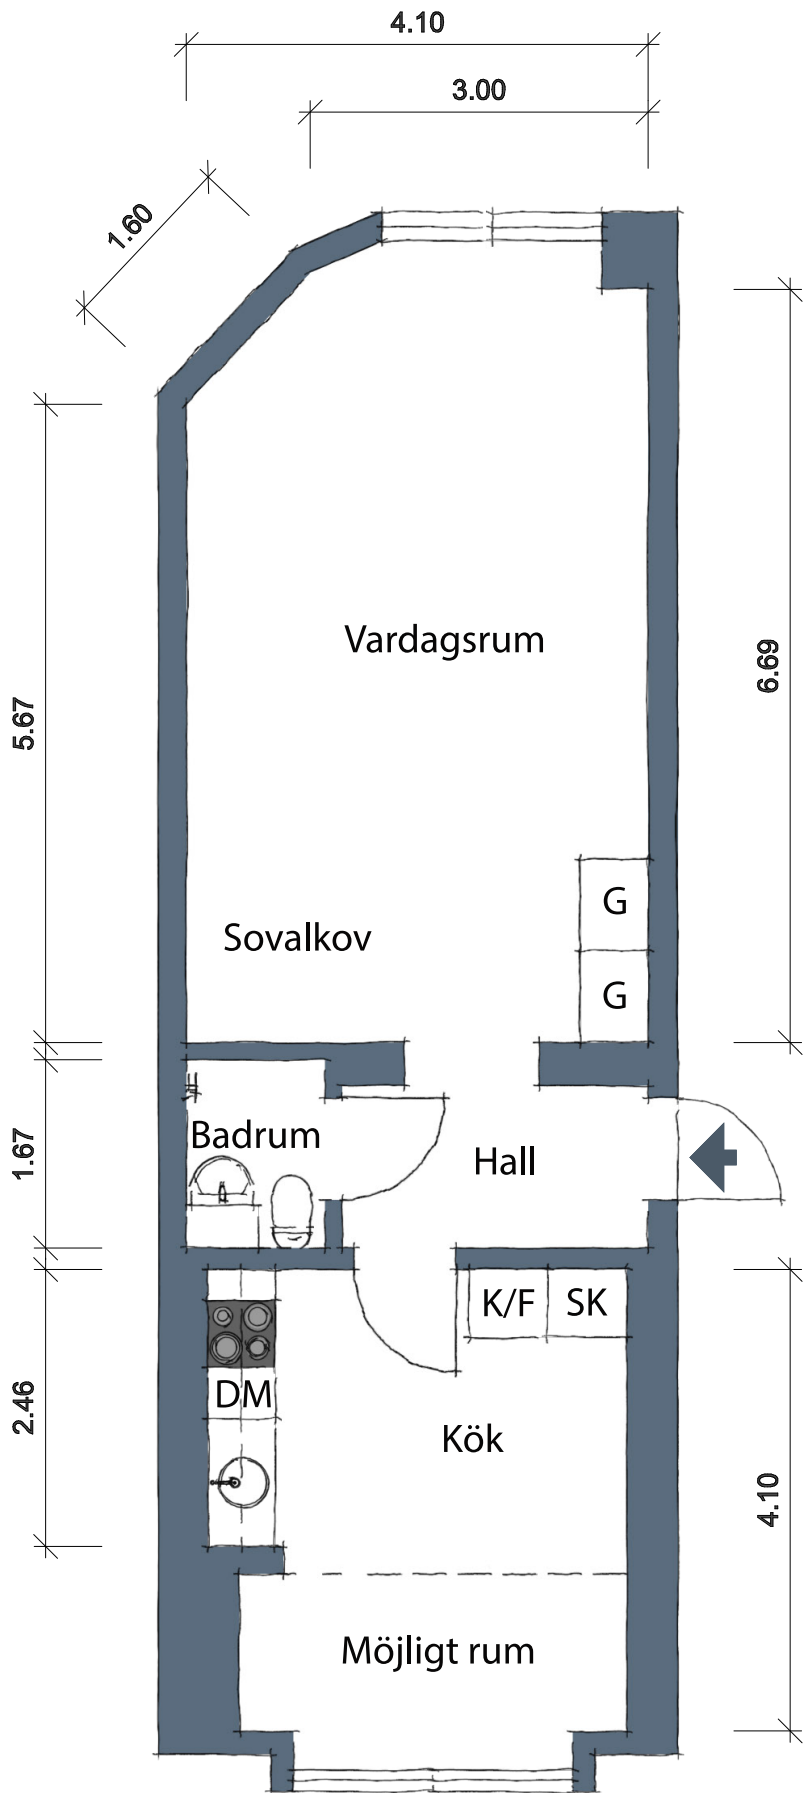 4.10
3.00
1.60
Vardagsrum
6.69
5.67
G
Sovalkov
G
1.67
Badrum
Hall
K/F SK
2.46
DM
Kök
4.10
Möjligt rum